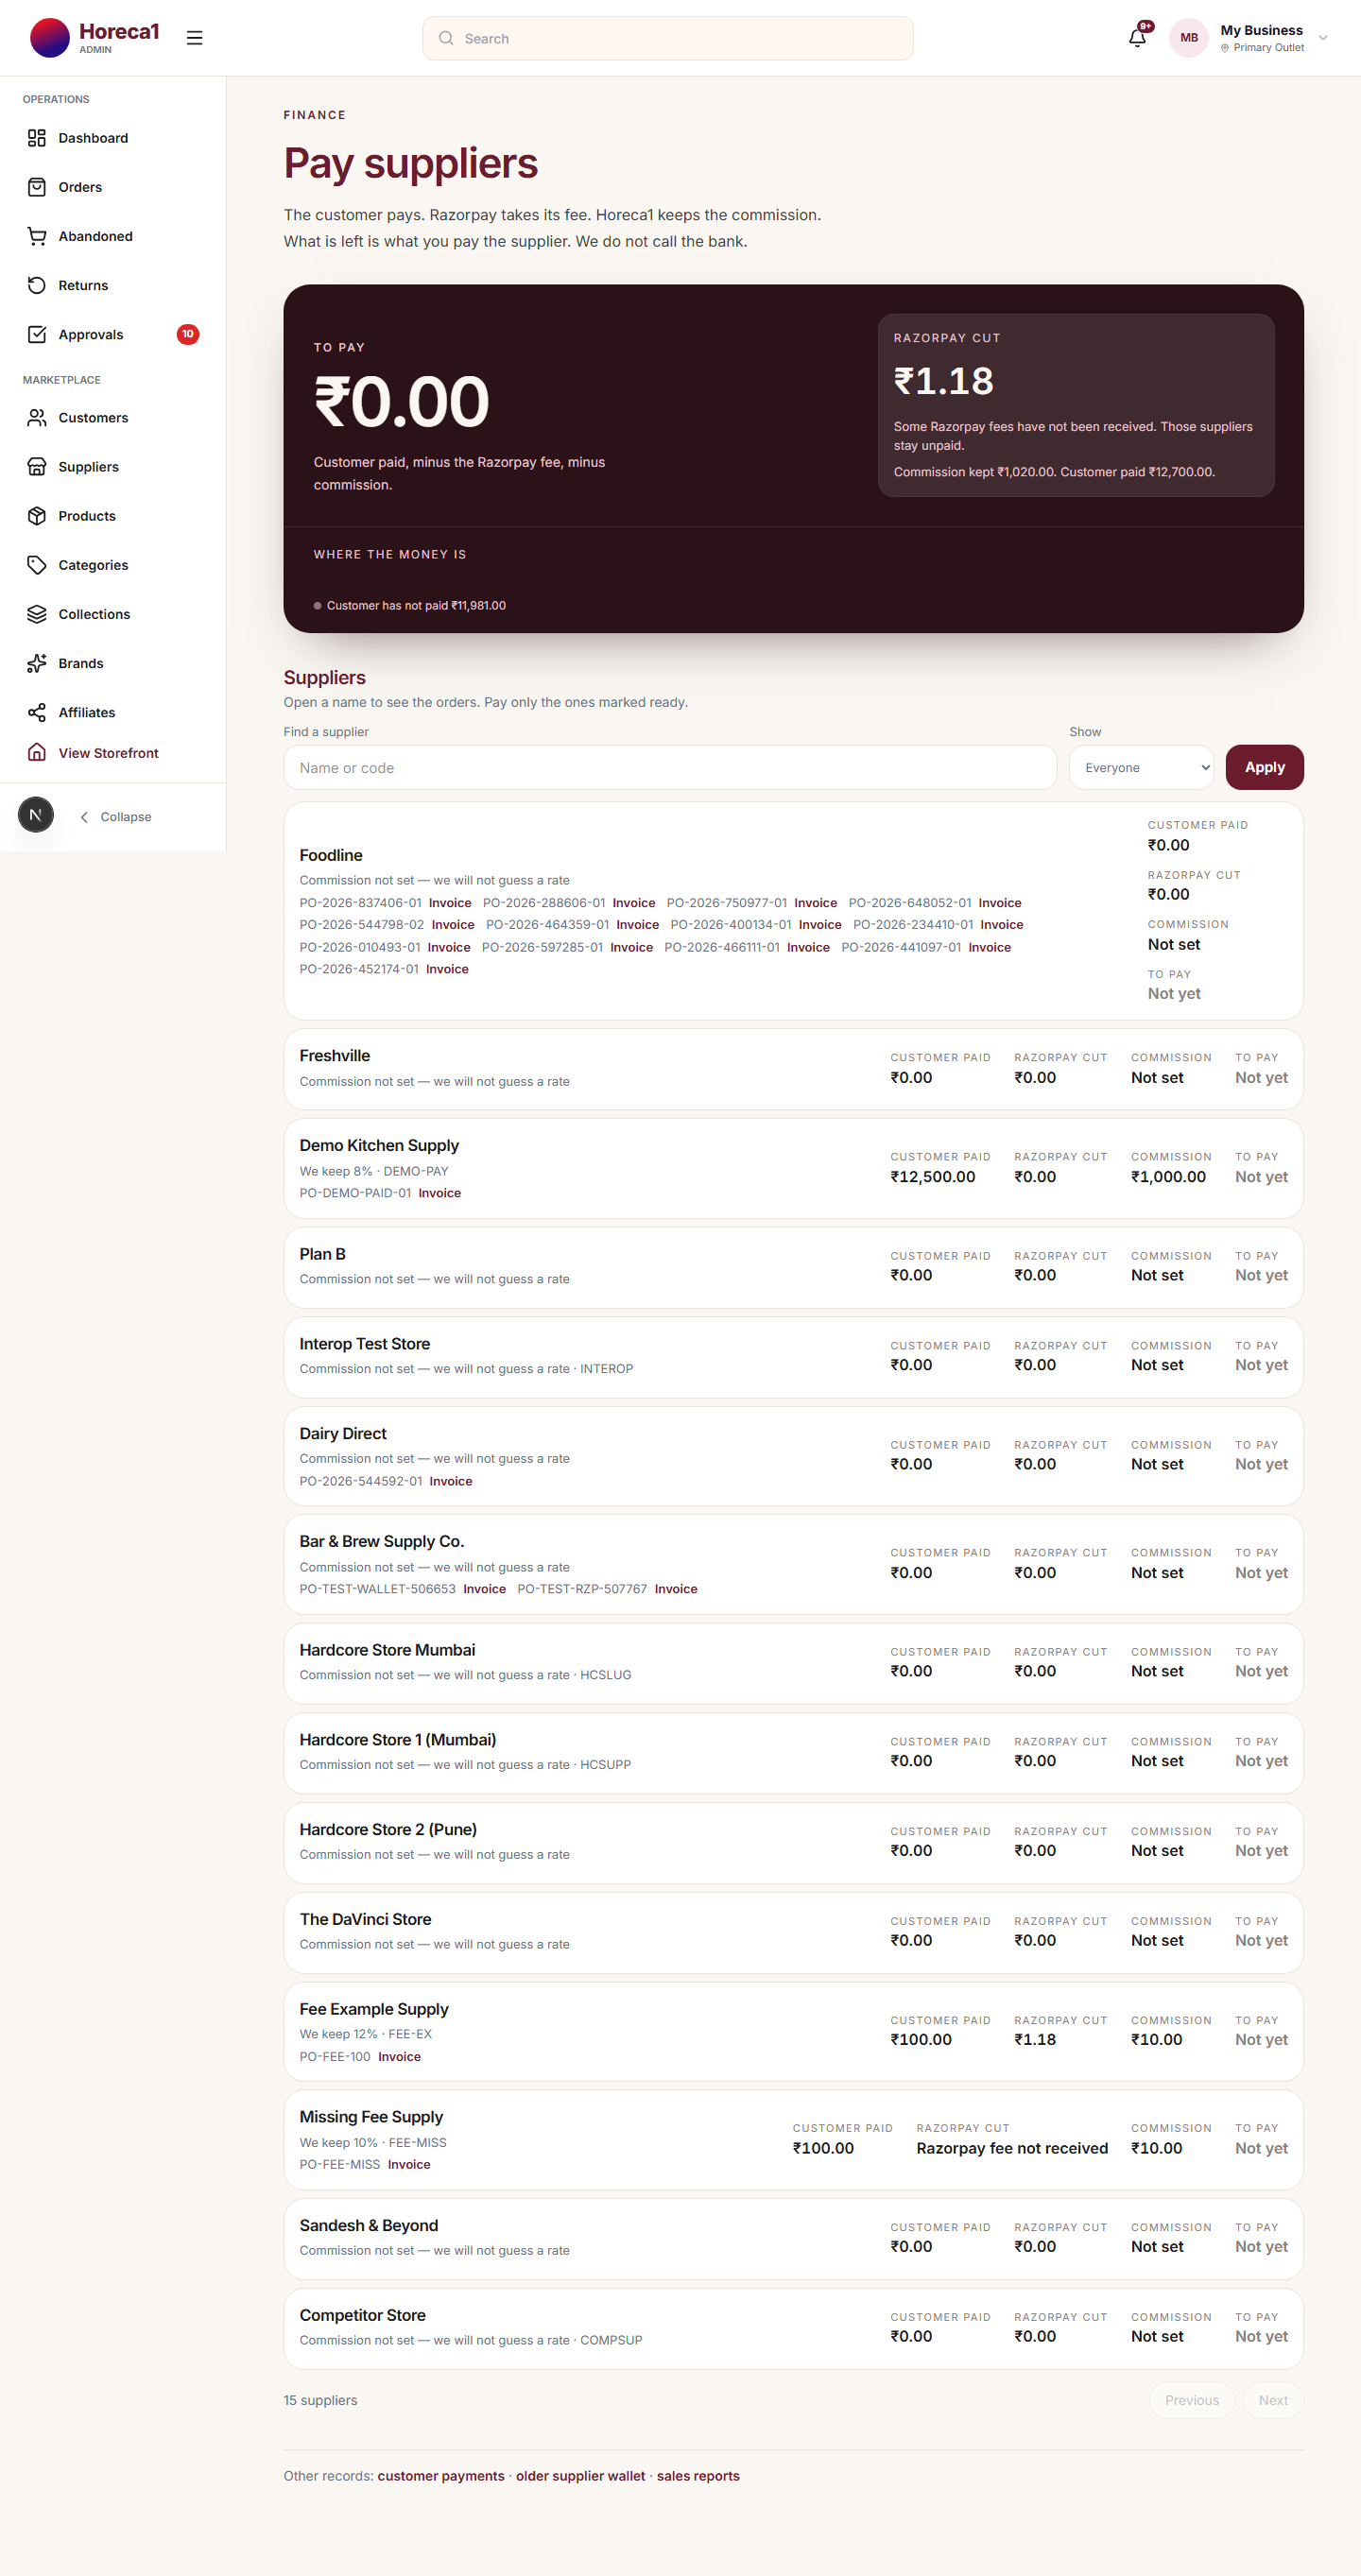 Horeca1
ADMIN
Search
9+
MB
My Business
Primary Outlet
OPERATIONS
Dashboard
Orders
Abandoned
Returns
Approvals 10
MARKETPLACE
Customers
Suppliers
Products
Categories
Collections
Brands
Affiliates
View Storefront
N
Collapse
FINANCE
Pay suppliers
The customer pays. Razorpay takes its fee. Horeca1 keeps the commission.
What is left is what you pay the supplier. We do not call the bank.
TO PAY
₹0.00
Customer paid, minus the Razorpay fee, minus
commission.
RAZORPAY CUT
₹1.18
Some Razorpay fees have not been received. Those suppliers
stay unpaid.
Commission kept ₹1,020.00. Customer paid ₹12,700.00.
WHERE THE MONEY IS
Customer has not paid ₹11,981.00
Suppliers
Open a name to see the orders. Pay only the ones marked ready.
Find a supplier
Name or code
Show
Everyone
Apply
Foodline
Commission not set — we will not guess a rate
PO-2026-837406-01 Invoice PO-2026-288606-01 Invoice PO-2026-750977-01 Invoice PO-2026-648052-01 Invoice
PO-2026-544798-02 Invoice PO-2026-464359-01 Invoice PO-2026-400134-01 Invoice PO-2026-234410-01 Invoice
PO-2026-010493-01 Invoice PO-2026-597285-01 Invoice PO-2026-466111-01 Invoice PO-2026-441097-01 Invoice
PO-2026-452174-01 Invoice
CUSTOMER PAID
₹0.00
RAZORPAY CUT
₹0.00
COMMISSION
Not set
TO PAY
Not yet
Freshville
Commission not set — we will not guess a rate
CUSTOMER PAID RAZORPAY CUT COMMISSION TO PAY
₹0.00 ₹0.00 Not set Not yet
Demo Kitchen Supply
We keep 8% · DEMO-PAY
PO-DEMO-PAID-01 Invoice
CUSTOMER PAID RAZORPAY CUT COMMISSION TO PAY
₹12,500.00 ₹0.00 ₹1,000.00 Not yet
Plan B
Commission not set — we will not guess a rate
CUSTOMER PAID RAZORPAY CUT COMMISSION TO PAY
₹0.00 ₹0.00 Not set Not yet
Interop Test Store
Commission not set — we will not guess a rate · INTEROP
CUSTOMER PAID RAZORPAY CUT COMMISSION TO PAY
₹0.00 ₹0.00 Not set Not yet
Dairy Direct
Commission not set — we will not guess a rate
PO-2026-544592-01 Invoice
CUSTOMER PAID RAZORPAY CUT COMMISSION TO PAY
₹0.00 ₹0.00 Not set Not yet
Bar & Brew Supply Co.
Commission not set — we will not guess a rate
PO-TEST-WALLET-506653 Invoice PO-TEST-RZP-507767 Invoice
CUSTOMER PAID RAZORPAY CUT COMMISSION TO PAY
₹0.00 ₹0.00 Not set Not yet
Hardcore Store Mumbai
Commission not set — we will not guess a rate · HCSLUG
CUSTOMER PAID RAZORPAY CUT COMMISSION TO PAY
₹0.00 ₹0.00 Not set Not yet
Hardcore Store 1 (Mumbai)
Commission not set — we will not guess a rate · HCSUPP
CUSTOMER PAID RAZORPAY CUT COMMISSION TO PAY
₹0.00 ₹0.00 Not set Not yet
Hardcore Store 2 (Pune)
Commission not set — we will not guess a rate
CUSTOMER PAID RAZORPAY CUT COMMISSION TO PAY
₹0.00 ₹0.00 Not set Not yet
The DaVinci Store
Commission not set — we will not guess a rate
CUSTOMER PAID RAZORPAY CUT COMMISSION TO PAY
₹0.00 ₹0.00 Not set Not yet
Fee Example Supply
We keep 12% · FEE-EX
PO-FEE-100 Invoice
CUSTOMER PAID RAZORPAY CUT COMMISSION TO PAY
₹100.00 ₹1.18 ₹10.00 Not yet
Missing Fee Supply
We keep 10% · FEE-MISS
PO-FEE-MISS Invoice
CUSTOMER PAID RAZORPAY CUT COMMISSION TO PAY
₹100.00 Razorpay fee not received ₹10.00 Not yet
Sandesh & Beyond
Commission not set — we will not guess a rate
CUSTOMER PAID RAZORPAY CUT COMMISSION TO PAY
₹0.00 ₹0.00 Not set Not yet
Competitor Store
Commission not set — we will not guess a rate · COMPSUP
CUSTOMER PAID RAZORPAY CUT COMMISSION TO PAY
₹0.00 ₹0.00 Not set Not yet
15 suppliers
Previous Next
Other records: customer payments · older supplier wallet · sales reports